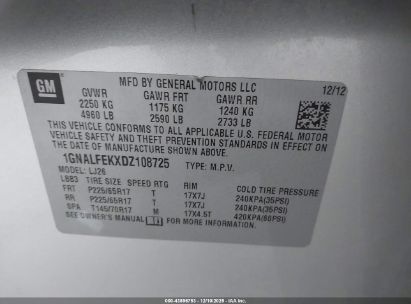 GM
MFD BY GENERAL MOTORS LLC
12/12
GVWR GAWR FRT GAWR RR
2250 KG 1175 KG 1240 KG
4960 LB 2590 LB 2733 LB
THIS VEHICLE CONFORMS TO ALL APPLICABLE U.S. FEDERAL MOTOR
VEHICLE SAFETY AND THEFT PREVENTION STANDARDS IN EFFECT ON
THE DATE OF MANUFACTURE SHOWN ABOVE.
1GNALFEKXDZ108725 TYPE: M.P.V.
MODEL: LJ26
LBB3 TIRE SIZE SPEED RTG RIM COLD TIRE PRESSURE
FRT P225/65R17 T 17X7J 240KPA(35PSI)
RR P225/65R17 T 17X7J 240KPA(35PSI)
SPA T145/70R17 M 17X4.5T 420KPA(60PSI)
SEE OWNER'S MANUAL FOR MORE INFORMATION.